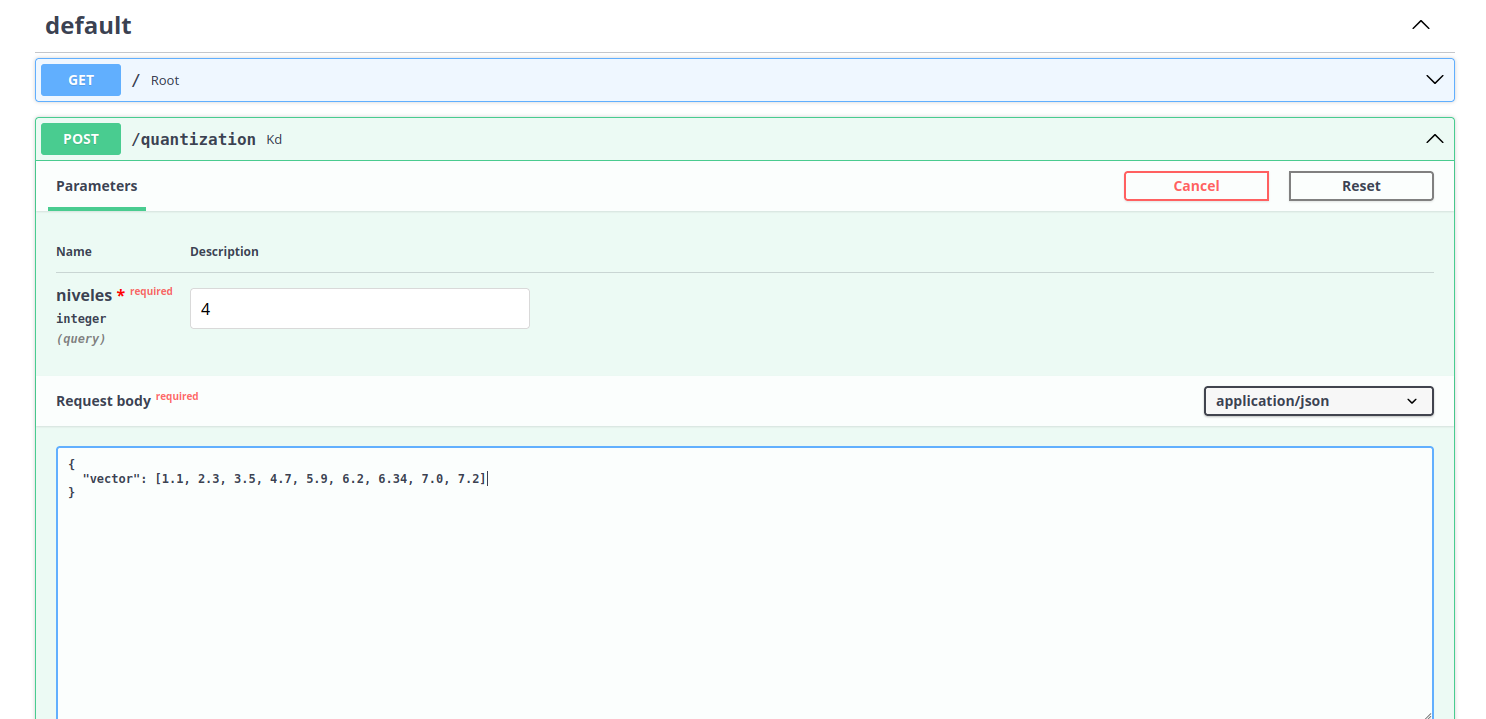 default
GET / Root
POST /quantization Kd
Parameters Cancel Reset
Name Description
niveles * required 4
integer
(query)
Request body required application/json
{
"vector": [1.1, 2.3, 3.5, 4.7, 5.9, 6.2, 6.34, 7.0, 7.2]
}